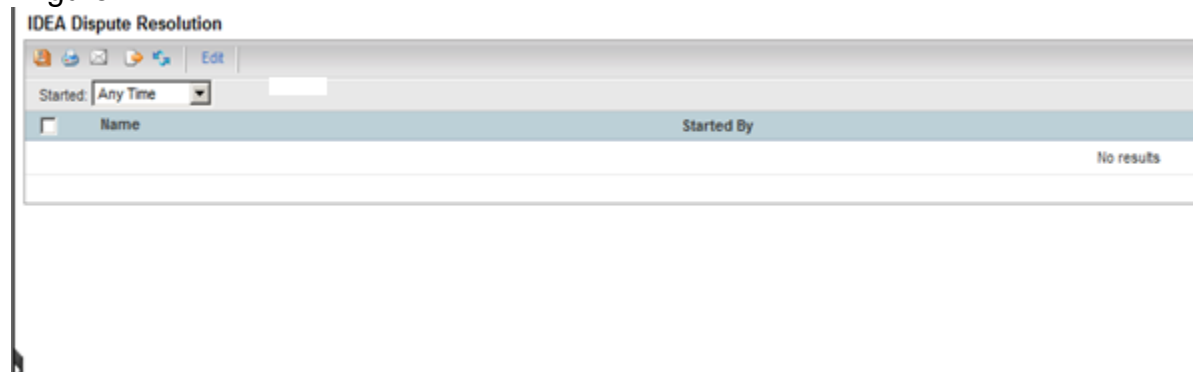 IDEA Dispute Resolution
Edit
Started: Any Time
Name Started By
No results